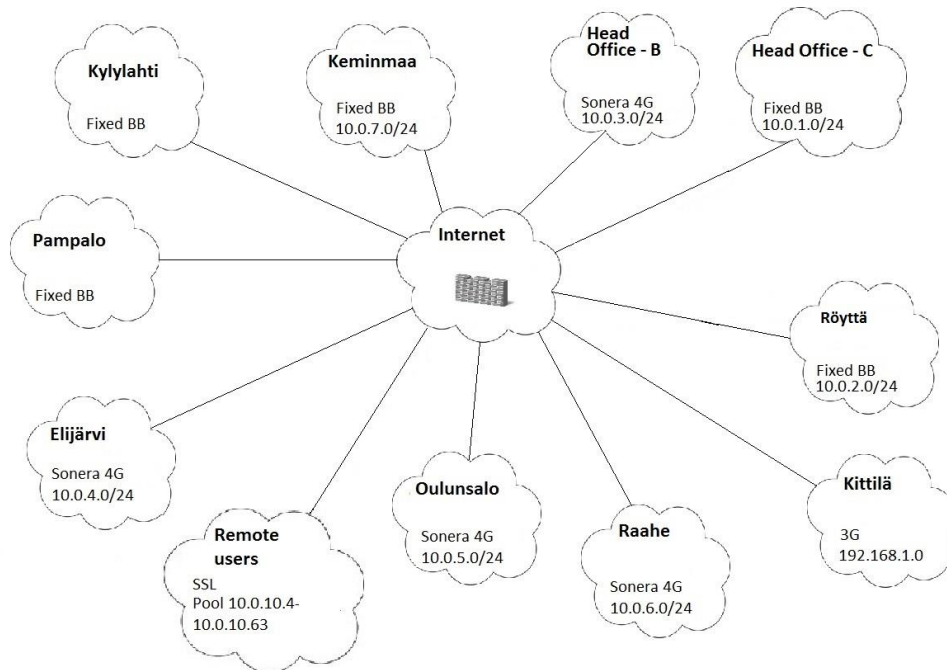 Kylylahti
Fixed BB
Keminmaa
Fixed BB
10.0.7.0/24
Head
Office - B
Sonera 4G
10.0.3.0/24
Head Office - C
Fixed BB
10.0.1.0/24
Pampalo
Fixed BB
Internet
Röyttä
Fixed BB
10.0.2.0/24
Elijärvi
Sonera 4G
10.0.4.0/24
Remote
users
SSL
Pool 10.0.10.4-
10.0.10.63
Oulunsalo
Sonera 4G
10.0.5.0/24
Raahe
Sonera 4G
10.0.6.0/24
Kittilä
3G
192.168.1.0